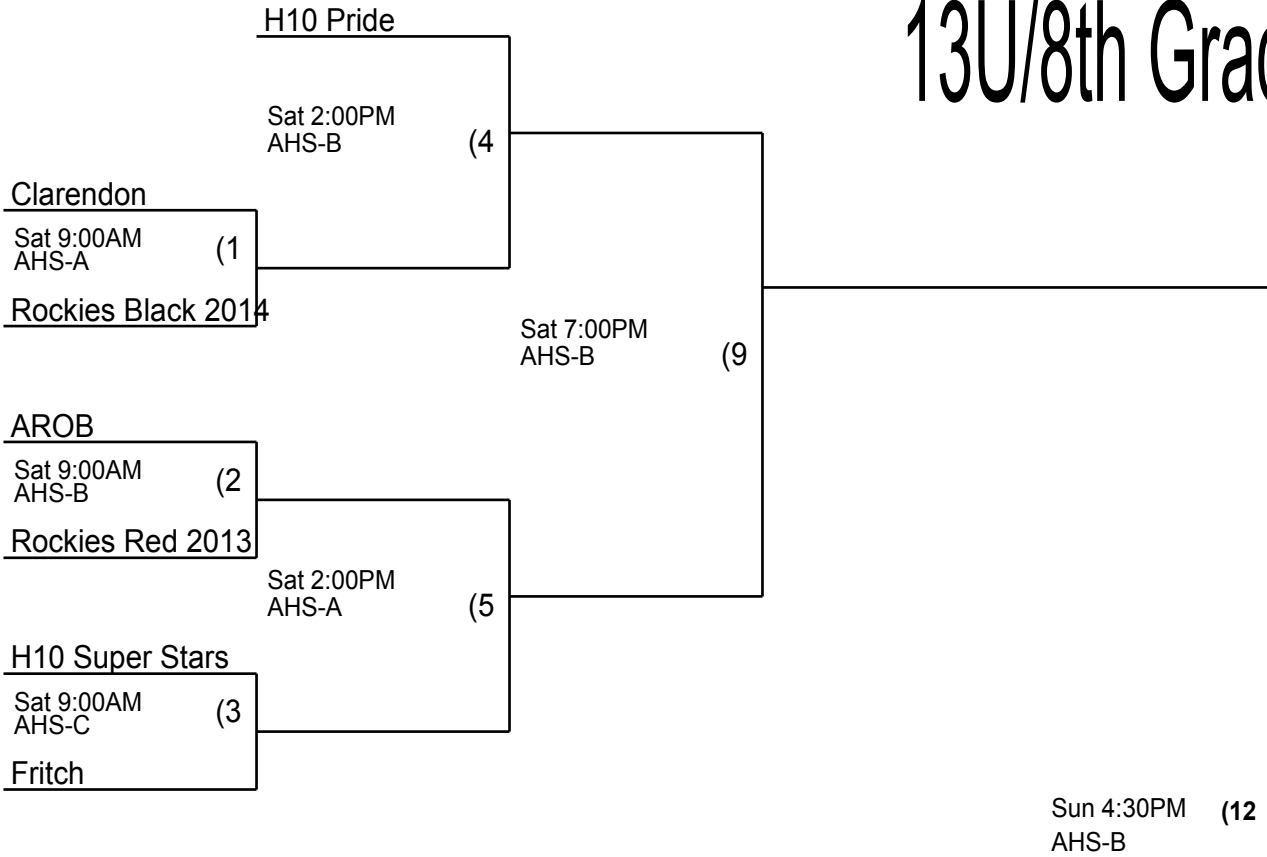 H10 Pride
13U/8th Grad
Sat 2:00PM
AHS-B
(4
Clarendon
Sat 9:00AM
AHS-A
(1
Rockies Black 2014
Sat 7:00PM
AHS-B
(9
AROB
Sat 9:00AM
AHS-B
(2
Rockies Red 2013
Sat 2:00PM
AHS-A
(5
H10 Super Stars
Sat 9:00AM
AHS-C
(3
Fritch
Sun 4:30PM (12
AHS-B